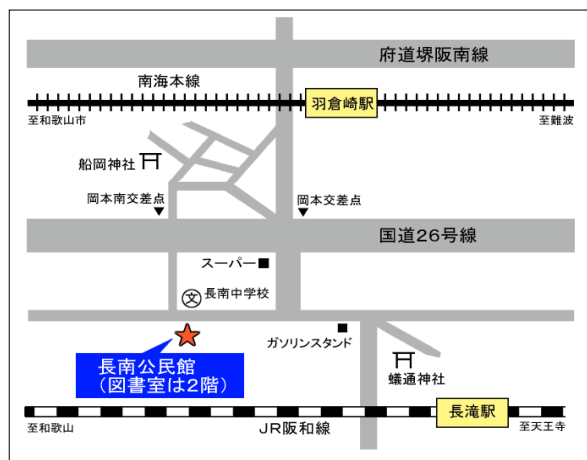 府道堺阪南線
南海本線
羽倉崎駅
至和歌山市
至難波
船岡神社
岡本南交差点
岡本交差点
国道26号線
スーパー
文
長南中学校
ガソリンスタンド
長南公民館
（図書室は2階）
蟻通神社
長滝駅
至和歌山
JR阪和線
至天王寺